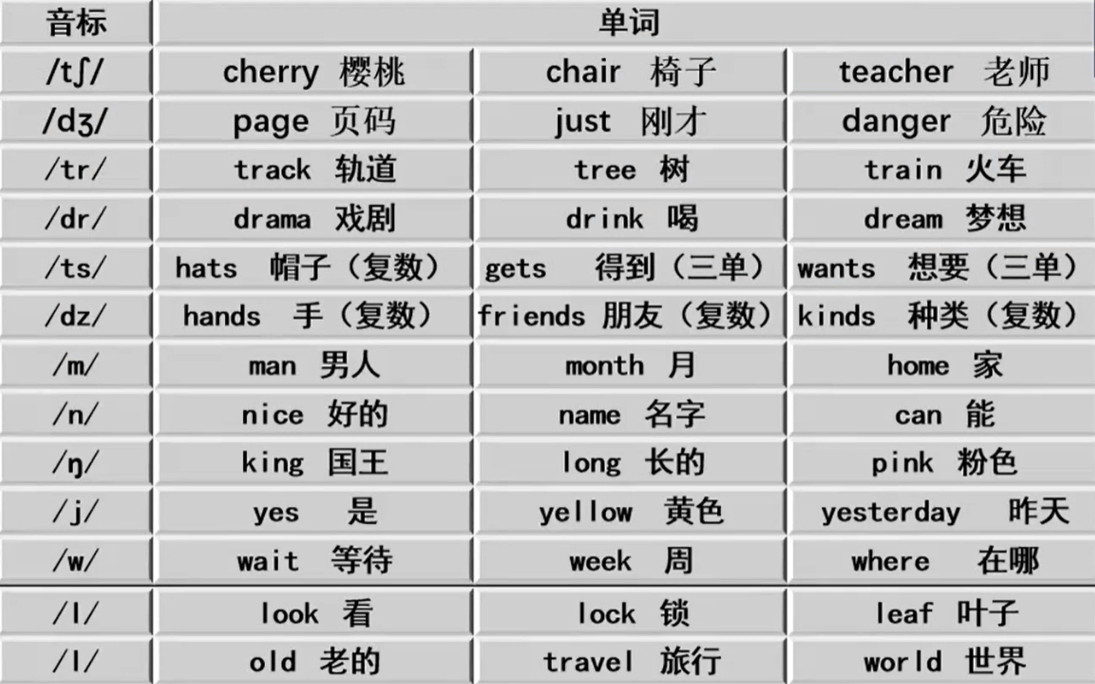 音标 单词
/tʃ/ cherry 樱桃 chair 椅子 teacher 老师
/dʒ/ page 页码 just 刚才 danger 危险
/tr/ track 轨道 tree 树 train 火车
/dr/ drama 戏剧 drink 喝 dream 梦想
/ts/ hats 帽子（复数） gets 得到（三单） wants 想要（三单）
/dz/ hands 手（复数） friends 朋友（复数） kinds 种类（复数）
/m/ man 男人 month 月 home 家
/n/ nice 好的 name 名字 can 能
/ŋ/ king 国王 long 长的 pink 粉色
/j/ yes 是 yellow 黄色 yesterday 昨天
/w/ wait 等待 week 周 where 在哪
/l/ look 看 lock 锁 leaf 叶子
/l/ old 老的 travel 旅行 world 世界